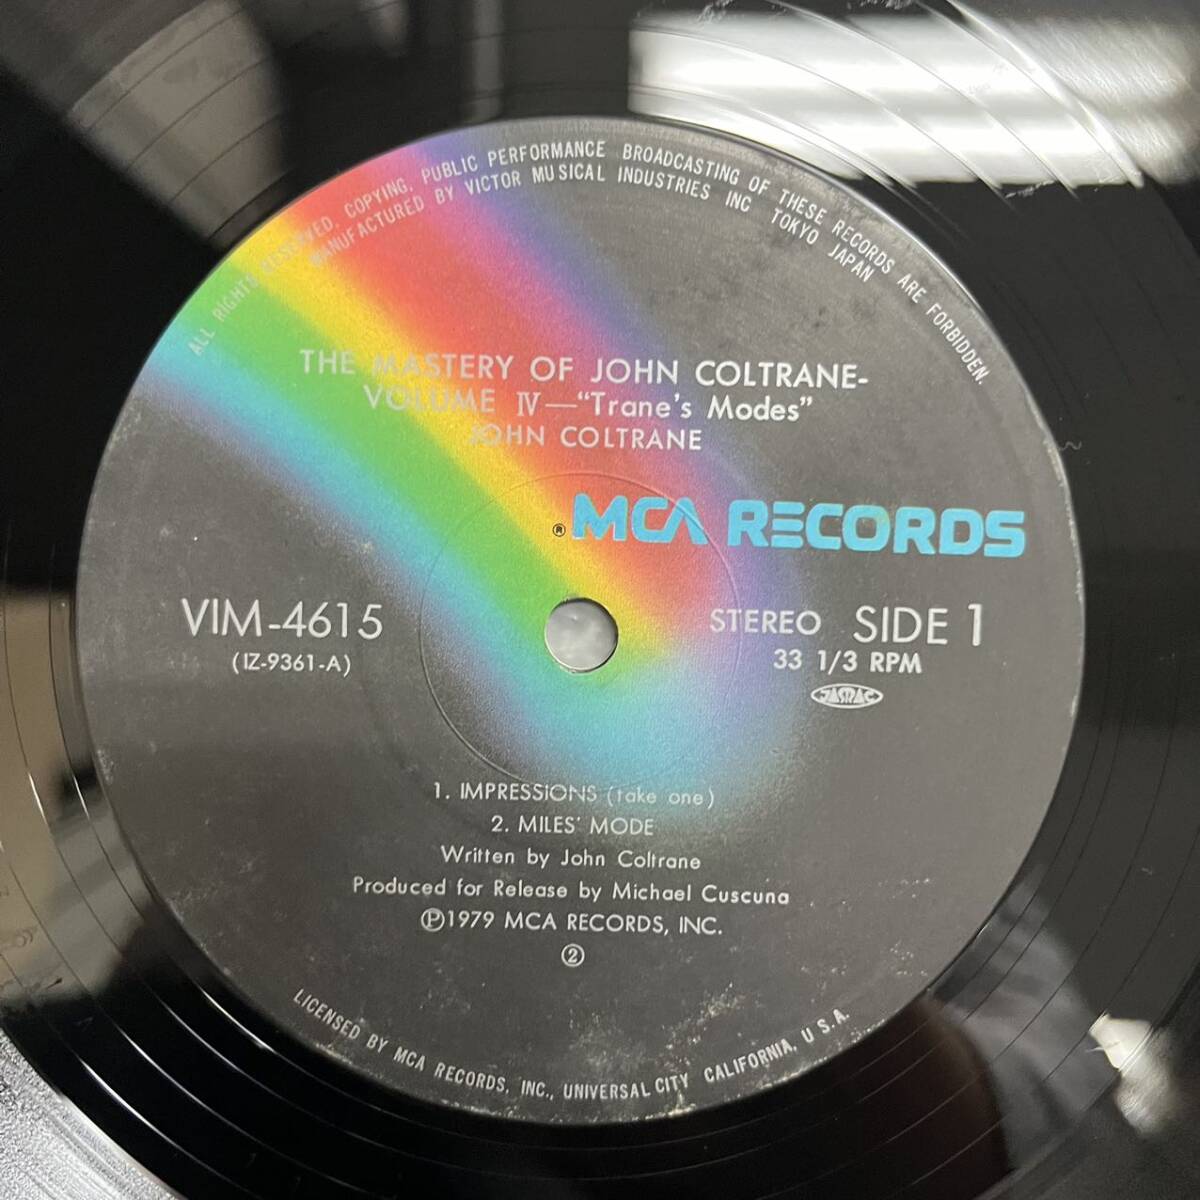 ALL RIGHTS RESERVED. COPYING, PUBLIC PERFORMANCE BROADCASTING OF THESE RECORDS ARE FORBIDDEN.
MANUFACTURED BY VICTOR MUSICAL INDUSTRIES INC TOKYO JAPAN
THE MASTERY OF JOHN COLTRANE-
VOLUME IV—“Trane's Modes”
JOHN COLTRANE
® MCA RECORDS
VIM-4615
(IZ-9361-A)
STEREO SIDE 1
33 1/3 RPM
JASRAC
1. IMPRESSiONS (take one)
2. MILES' MODE
Written by John Coltrane
Produced for Release by Michael Cuscuna
Ⓟ1979 MCA RECORDS, INC.
②
LICENSED BY MCA RECORDS, INC., UNIVERSAL CITY CALIFORNIA, U S.A.